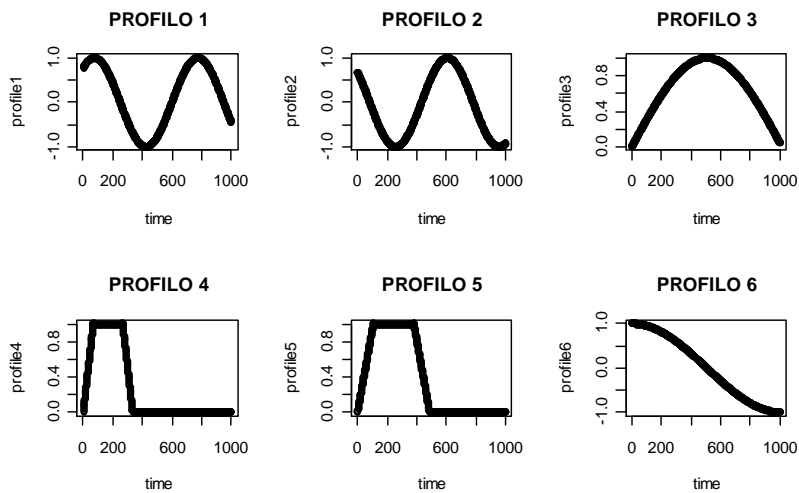 PROFILO 1
profile1
1.0
0.0
-1.0
0 200 600 1000
time
PROFILO 2
profile2
1.0
0.0
-1.0
0 200 600 1000
time
PROFILO 3
profile3
0.8
0.4
0.0
0 200 600 1000
time
PROFILO 4
profile4
0.8
0.4
0.0
0 200 600 1000
time
PROFILO 5
profile5
0.8
0.4
0.0
0 200 600 1000
time
PROFILO 6
profile6
1.0
0.0
-1.0
0 200 600 1000
time